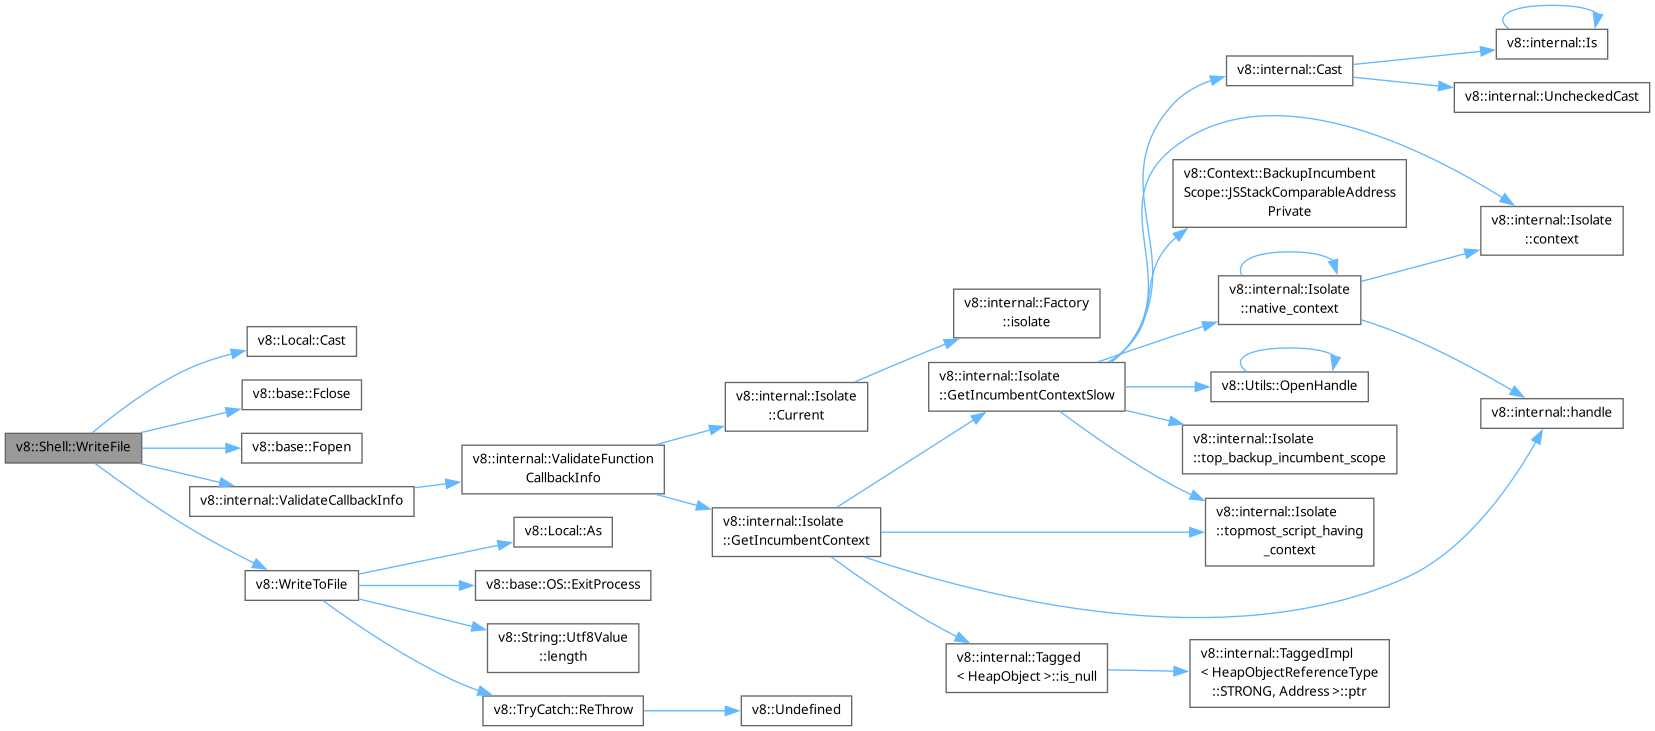 v8::Shell::WriteFile
v8::Local::Cast
v8::base::Fclose
v8::base::Fopen
v8::internal::ValidateCallbackInfo
v8::WriteToFile
v8::internal::ValidateFunction
CallbackInfo
v8::Local::As
v8::base::OS::ExitProcess
v8::String::Utf8Value
::length
v8::TryCatch::ReThrow
v8::internal::Isolate
::Current
v8::internal::Isolate
::GetIncumbentContext
v8::Undefined
v8::internal::Factory
::isolate
v8::internal::Isolate
::GetIncumbentContextSlow
v8::internal::Tagged
< HeapObject >::is_null
v8::internal::Cast
v8::Context::BackupIncumbent
Scope::JSStackComparableAddress
Private
v8::internal::Isolate
::native_context
v8::Utils::OpenHandle
v8::internal::Isolate
::top_backup_incumbent_scope
v8::internal::Isolate
::topmost_script_having
_context
v8::internal::TaggedImpl
< HeapObjectReferenceType
::STRONG, Address >::ptr
v8::internal::Is
v8::internal::UncheckedCast
v8::internal::Isolate
::context
v8::internal::handle